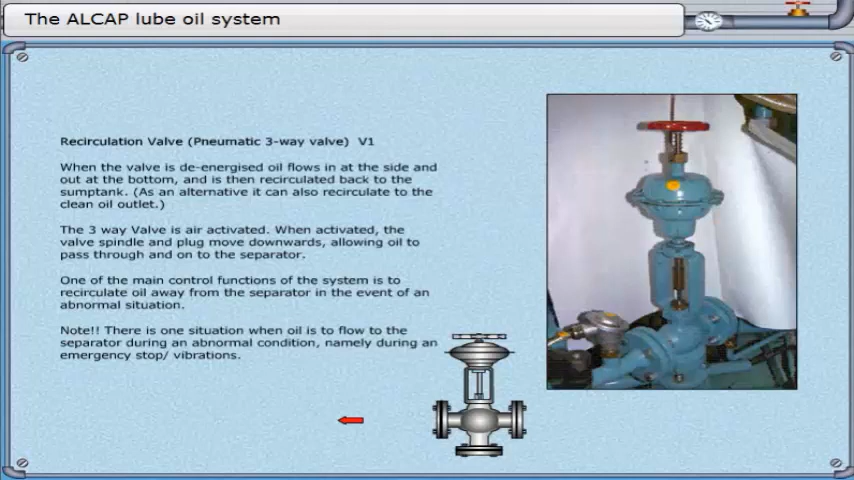 The ALCAP lube oil system
Recirculation Valve (Pneumatic 3-way valve)  V1
When the valve is de-energised oil flows in at the side and
out at the bottom, and is then recirculated back to the
sumptank. (As an alternative it can also recirculate to the
clean oil outlet.)
The 3 way Valve is air activated. When activated, the
valve spindle and plug move downwards, allowing oil to
pass through and on to the separator.
One of the main control functions of the system is to
recirculate oil away from the separator in the event of an
abnormal situation.
Note!! There is one situation when oil is to flow to the
separator during an abnormal condition, namely during an
emergency stop/ vibrations.